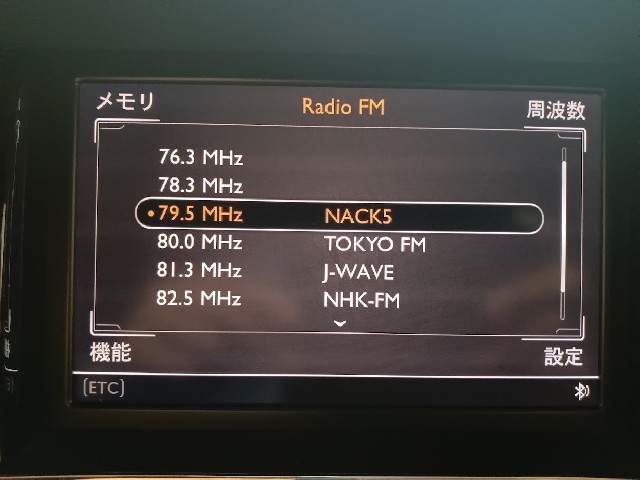 メモリ Radio FM 周波数
76.3 MHz
78.3 MHz
•79.5 MHz NACK5
80.0 MHz TOKYO FM
81.3 MHz J-WAVE
82.5 MHz NHK-FM
機能 設定
[ETC]